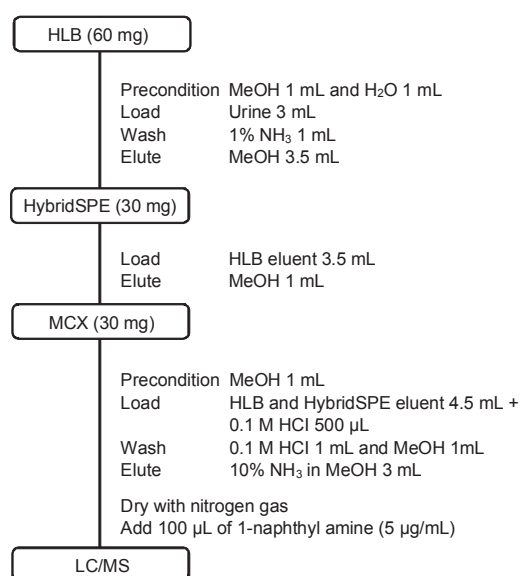 HLB (60 mg)
Precondition MeOH 1 mL and H₂O 1 mL
Load Urine 3 mL
Wash 1% NH₃ 1 mL
Elute MeOH 3.5 mL
HybridSPE (30 mg)
Load HLB eluent 3.5 mL
Elute MeOH 1 mL
MCX (30 mg)
Precondition MeOH 1 mL
Load HLB and HybridSPE eluent 4.5 mL +
0.1 M HCl 500 µL
Wash 0.1 M HCl 1 mL and MeOH 1mL
Elute 10% NH₃ in MeOH 3 mL
Dry with nitrogen gas
Add 100 µL of 1-naphthyl amine (5 µg/mL)
LC/MS